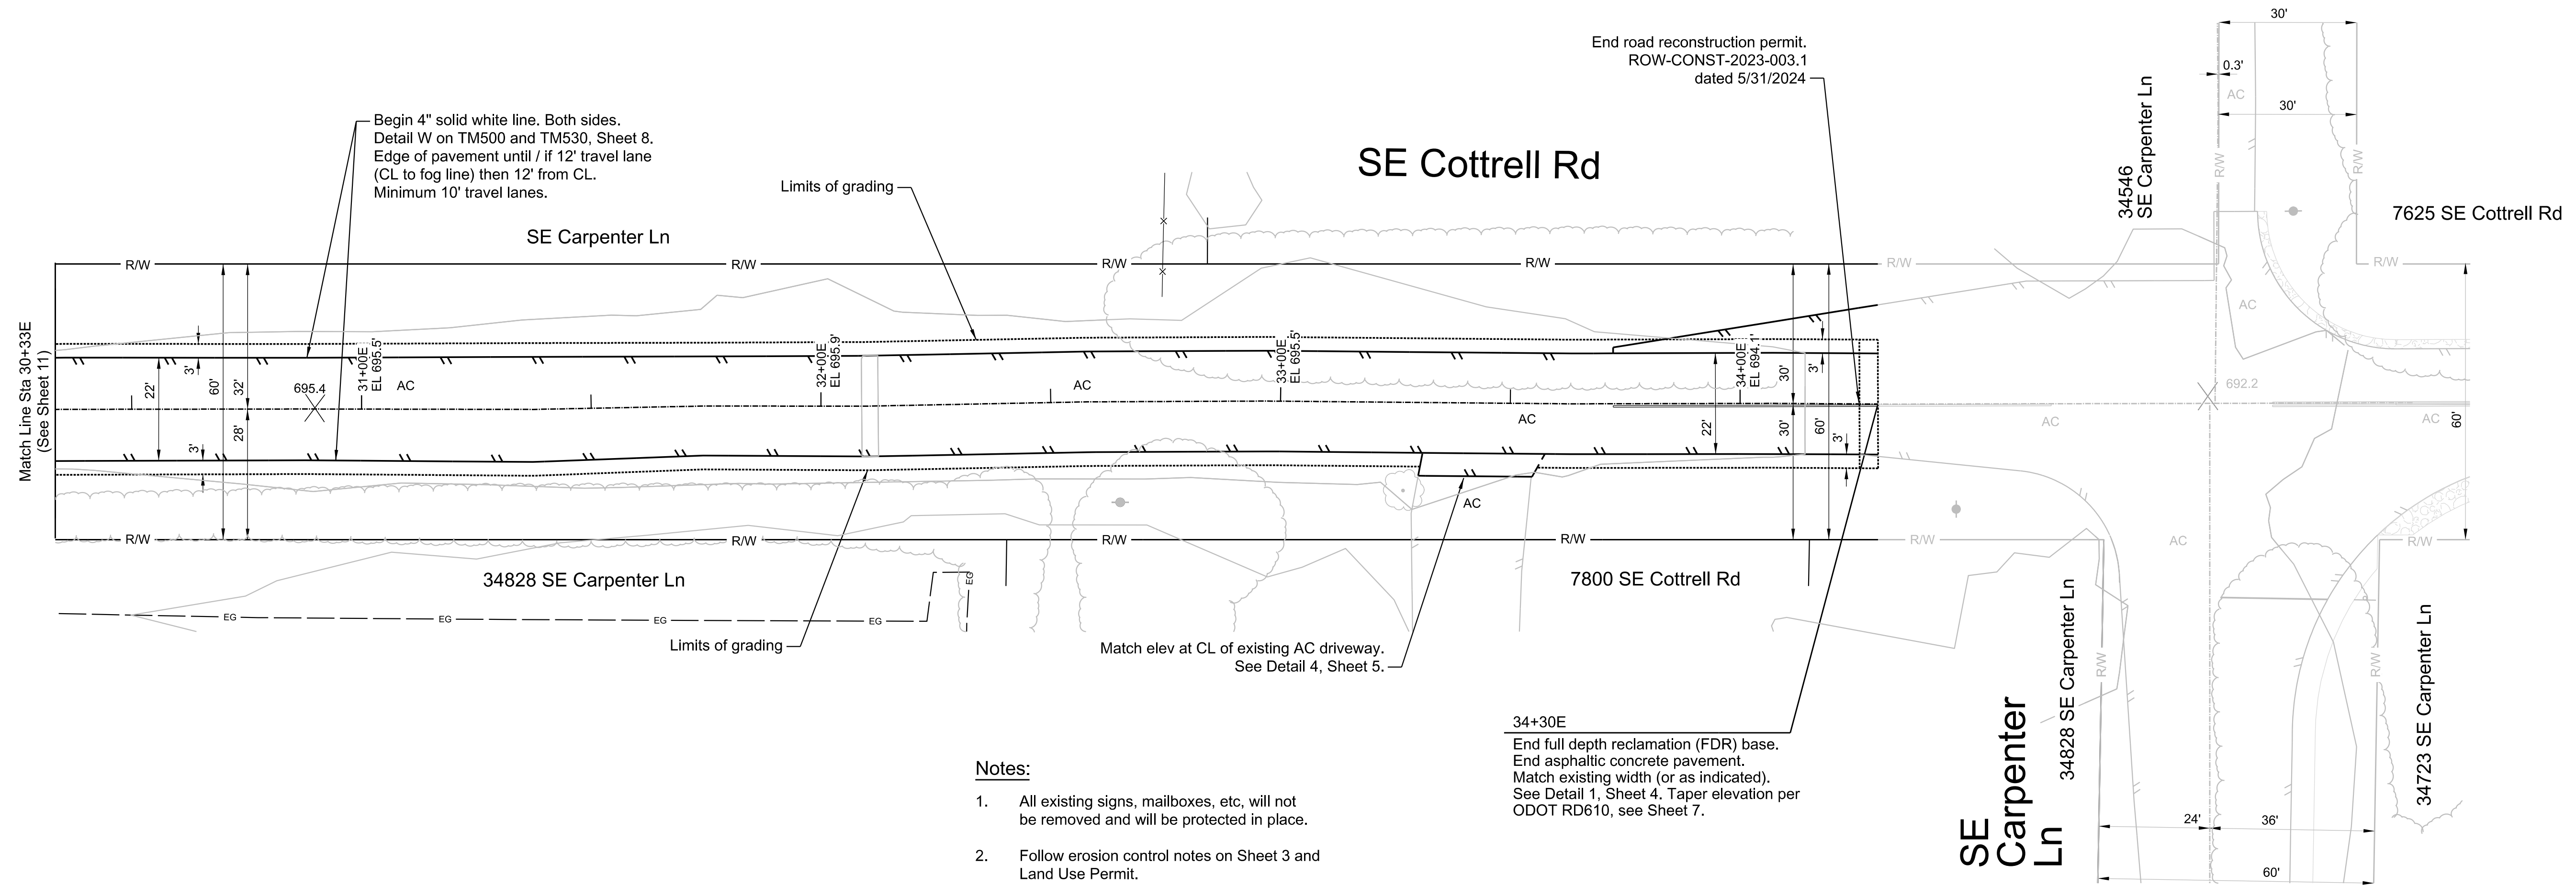 End road reconstruction permit.
ROW-CONST-2023-003.1
dated 5/31/2024
Begin 4" solid white line. Both sides.
Detail W on TM500 and TM530, Sheet 8.
Edge of pavement until / if 12' travel lane
(CL to fog line) then 12' from CL.
Minimum 10' travel lanes.
Limits of grading
SE Cottrell Rd
SE Carpenter Ln
30'
0.3'
AC
30'
34546
SE Carpenter Ln
R/W
R/W
7625 SE Cottrell Rd
R/W
R/W
R/W
R/W
R/W
R/W
Match Line Sta 30+33E
(See Sheet 11)
22'
3'
60'
32'
28'
3'
695.4
31+00E
EL 695.5'
AC
32+00E
EL 695.9'
AC
33+00E
EL 695.5'
AC
34+00E
EL 694.1'
22'
30'
30'
60'
3'
3'
AC
692.2
AC
AC
60'
AC
R/W
R/W
R/W
R/W
R/W
R/W
AC
34828 SE Carpenter Ln
7800 SE Cottrell Rd
EG
EG
EG
EG
EG
Limits of grading
Match elev at CL of existing AC driveway.
See Detail 4, Sheet 5.
34+30E
End full depth reclamation (FDR) base.
End asphaltic concrete pavement.
Match existing width (or as indicated).
See Detail 1, Sheet 4. Taper elevation per
ODOT RD610, see Sheet 7.
Notes:
1. All existing signs, mailboxes, etc, will not
be removed and will be protected in place.
2. Follow erosion control notes on Sheet 3 and
Land Use Permit.
SE
Carpenter
Ln
34828 SE Carpenter Ln
R/W
R/W
34723 SE Carpenter Ln
24'
36'
60'